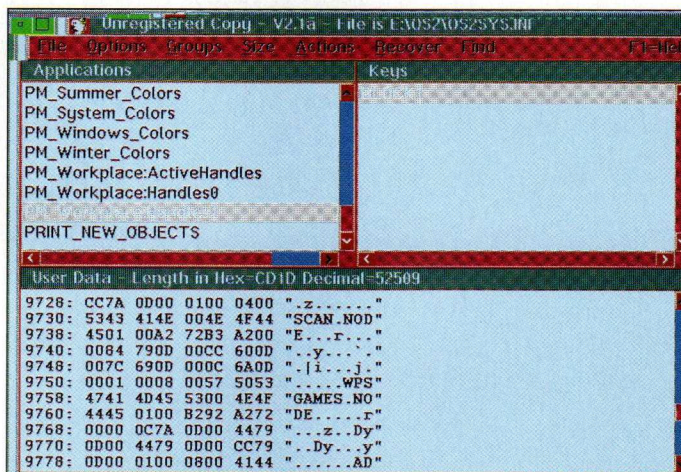 Unregistered Copy - V2.1a - File is E:\OS2\OS2SYS.INI
File Options Groups Size Actions Recover Find F1=Hel
Applications Keys
PM_Summer_Colors
PM_System_Colors
PM_Windows_Colors
PM_Winter_Colors
PM_Workplace:ActiveHandles
PM_Workplace:Handles0
PRINT_NEW_OBJECTS
User Data - Length in Hex=CD1D Decimal=52509
9728: CC7A 0D00 0100 0400 ".z......"
9730: 5343 414E 004E 4F44 "SCAN.NOD"
9738: 4501 00A2 72B3 A200 "E...r..."
9740: 0084 790D 00CC 600D "..y...`."
9748: 007C 690D 000C 6A0D ".|i...j."
9750: 0001 0008 0057 5053 ".....WPS"
9758: 4741 4D45 5300 4E4F "GAMES.NO"
9760: 4445 0100 B292 A272 "DE.....r"
9768: 0000 0C7A 0D00 4479 "...z..Dy"
9770: 0D00 4479 0D00 CC79 "..Dy...y"
9778: 0D00 0100 0800 4144 "......AD"